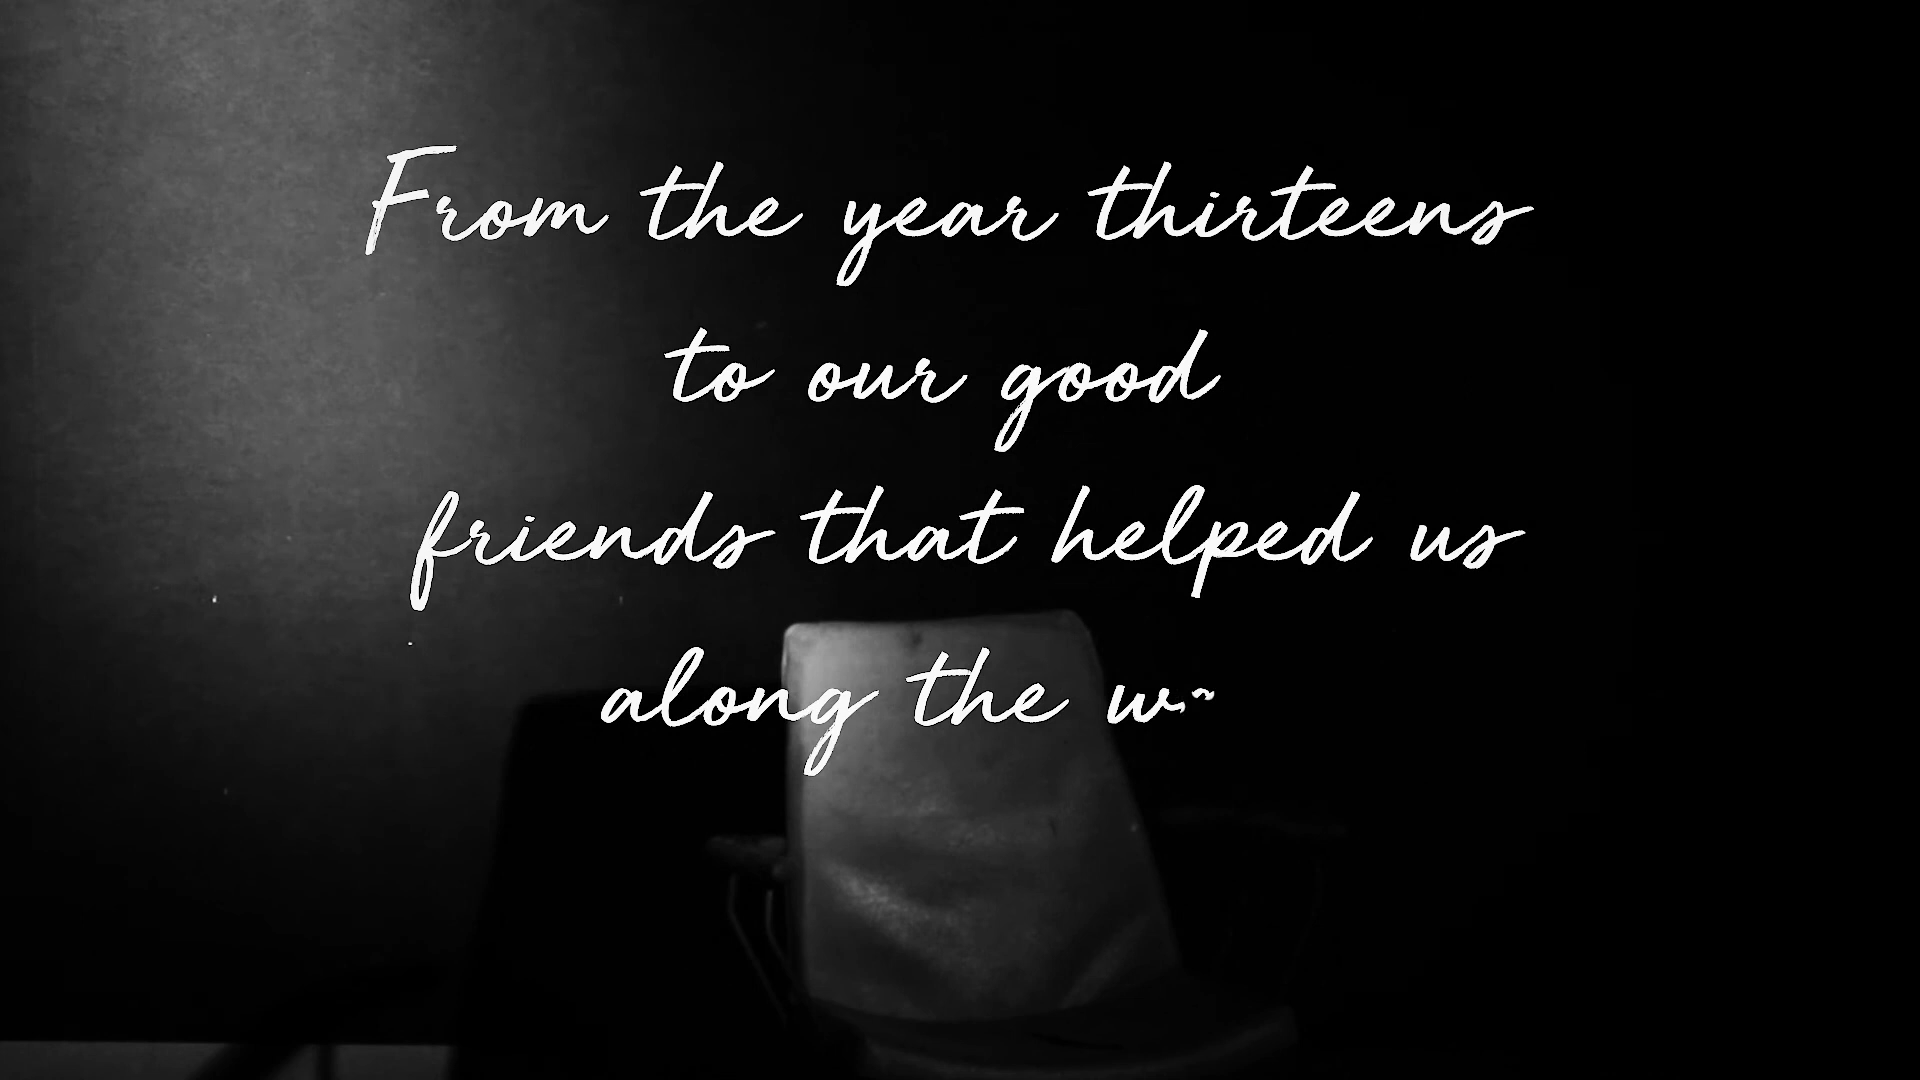 From the year thirteens
to our good
friends that helped us
along the